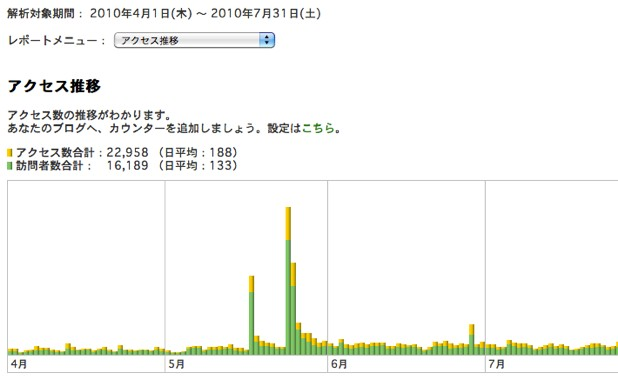 解析対象期間： 2010年4月1日(木) ～ 2010年7月31日(土)
レポートメニュー： アクセス推移
アクセス推移
アクセス数の推移がわかります。
あなたのブログへ、カウンターを追加しましょう。設定はこちら。
アクセス数合計：22,958 （日平均：188）
訪問者数合計： 16,189 （日平均：133）
4月 5月 6月 7月